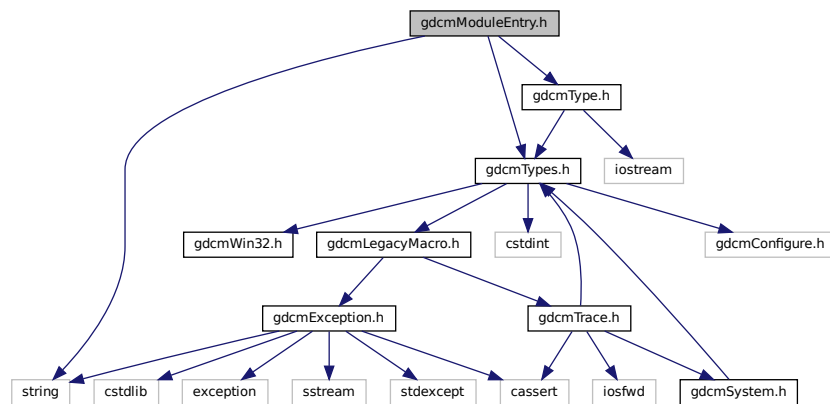 gdcmModuleEntry.h
gdcmType.h
gdcmTypes.h
iostream
gdcmWin32.h
gdcmLegacyMacro.h
cstdint
gdcmConfigure.h
gdcmException.h
gdcmTrace.h
string
cstdlib
exception
sstream
stdexcept
cassert
iosfwd
gdcmSystem.h